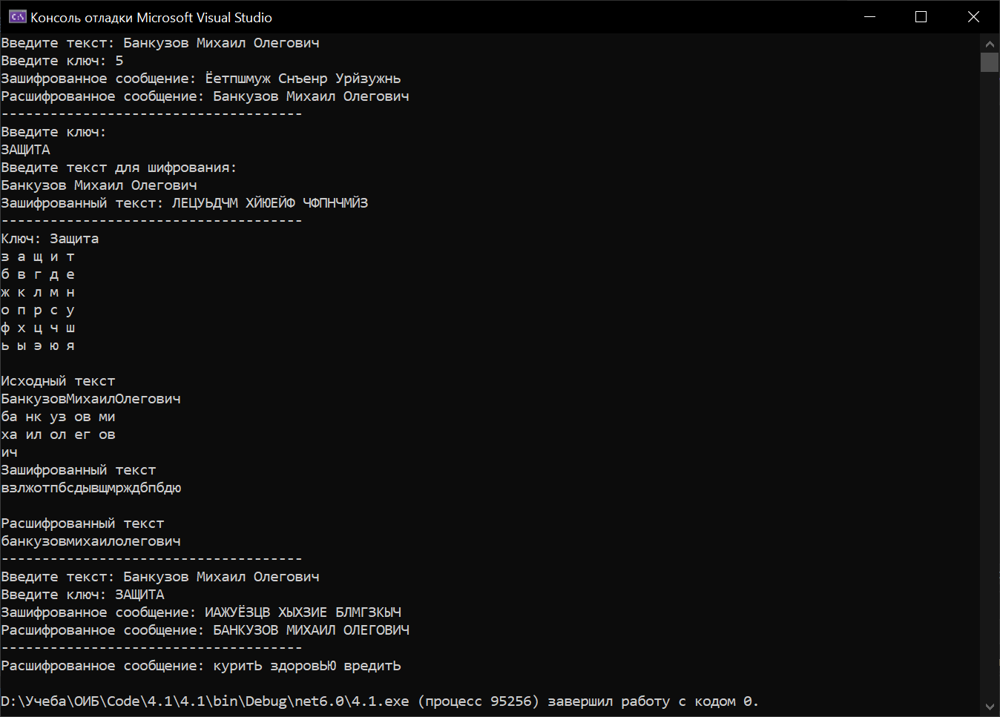 Консоль отладки Microsoft Visual Studio
Введите текст: Банкузов Михаил Олегович
Введите ключ: 5
Зашифрованное сообщение: Ёетпшмуж Снъенр Урйзужнь
Расшифрованное сообщение: Банкузов Михаил Олегович
-------------------------------------
Введите ключ:
ЗАЩИТА
Введите текст для шифрования:
Банкузов Михаил Олегович
Зашифрованный текст: ЛЕЦУЬДЧМ ХЙЮЕЙФ ЧФПНЧМЙЗ
-------------------------------------
Ключ: Защита
з а щ и т
б в г д е
ж к л м н
о п р с у
ф х ц ч ш
ь ы э ю я
Исходный текст
БанкузовМихаилОлегович
ба нк уз ов ми
ха ил ол ег ов
ич
Зашифрованный текст
взлжотпбсдывщмрждбпбдю
Расшифрованный текст
банкузовмихаилолегович
-------------------------------------
Введите текст: Банкузов Михаил Олегович
Введите ключ: ЗАЩИТА
Зашифрованное сообщение: ИАЖУЁЗЦВ ХЫХЗИЕ БЛМГЗКЫЧ
Расшифрованное сообщение: БАНКУЗОВ МИХАИЛ ОЛЕГОВИЧ
-------------------------------------
Расшифрованное сообщение: куритЬ здоровЬЮ вредитЬ
D:\Учеба\ОИБ\Code\4.1\4.1\bin\Debug\net6.0\4.1.exe (процесс 95256) завершил работу с кодом 0.